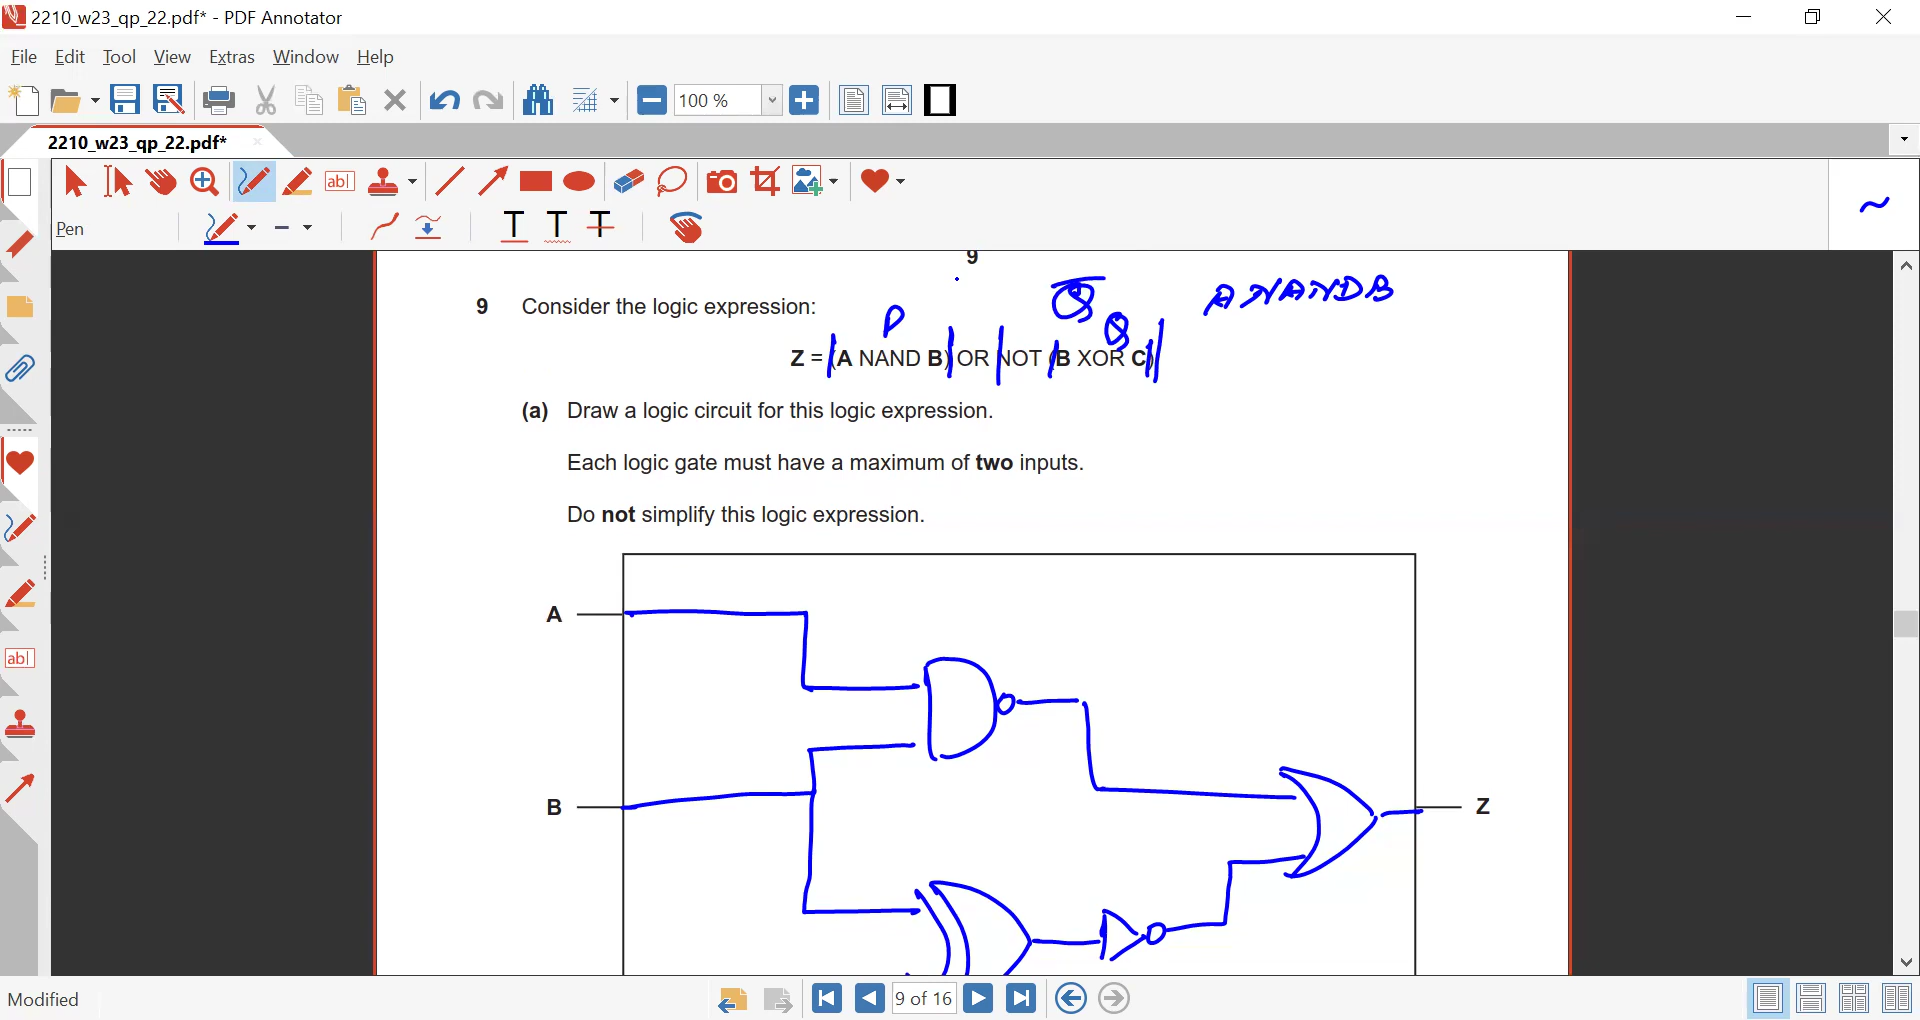 2210_w23_qp_22.pdf* - PDF Annotator
File Edit Tool View Extras Window Help
100 %
2210_w23_qp_22.pdf*
ab|
Pen
T T T
9
9 Consider the logic expression:
P Q Q A NAND B
Z = (A NAND B) OR NOT (B XOR C)
(a) Draw a logic circuit for this logic expression.
Each logic gate must have a maximum of two inputs.
Do not simplify this logic expression.
A
ab|
B Z
Modified 9 of 16